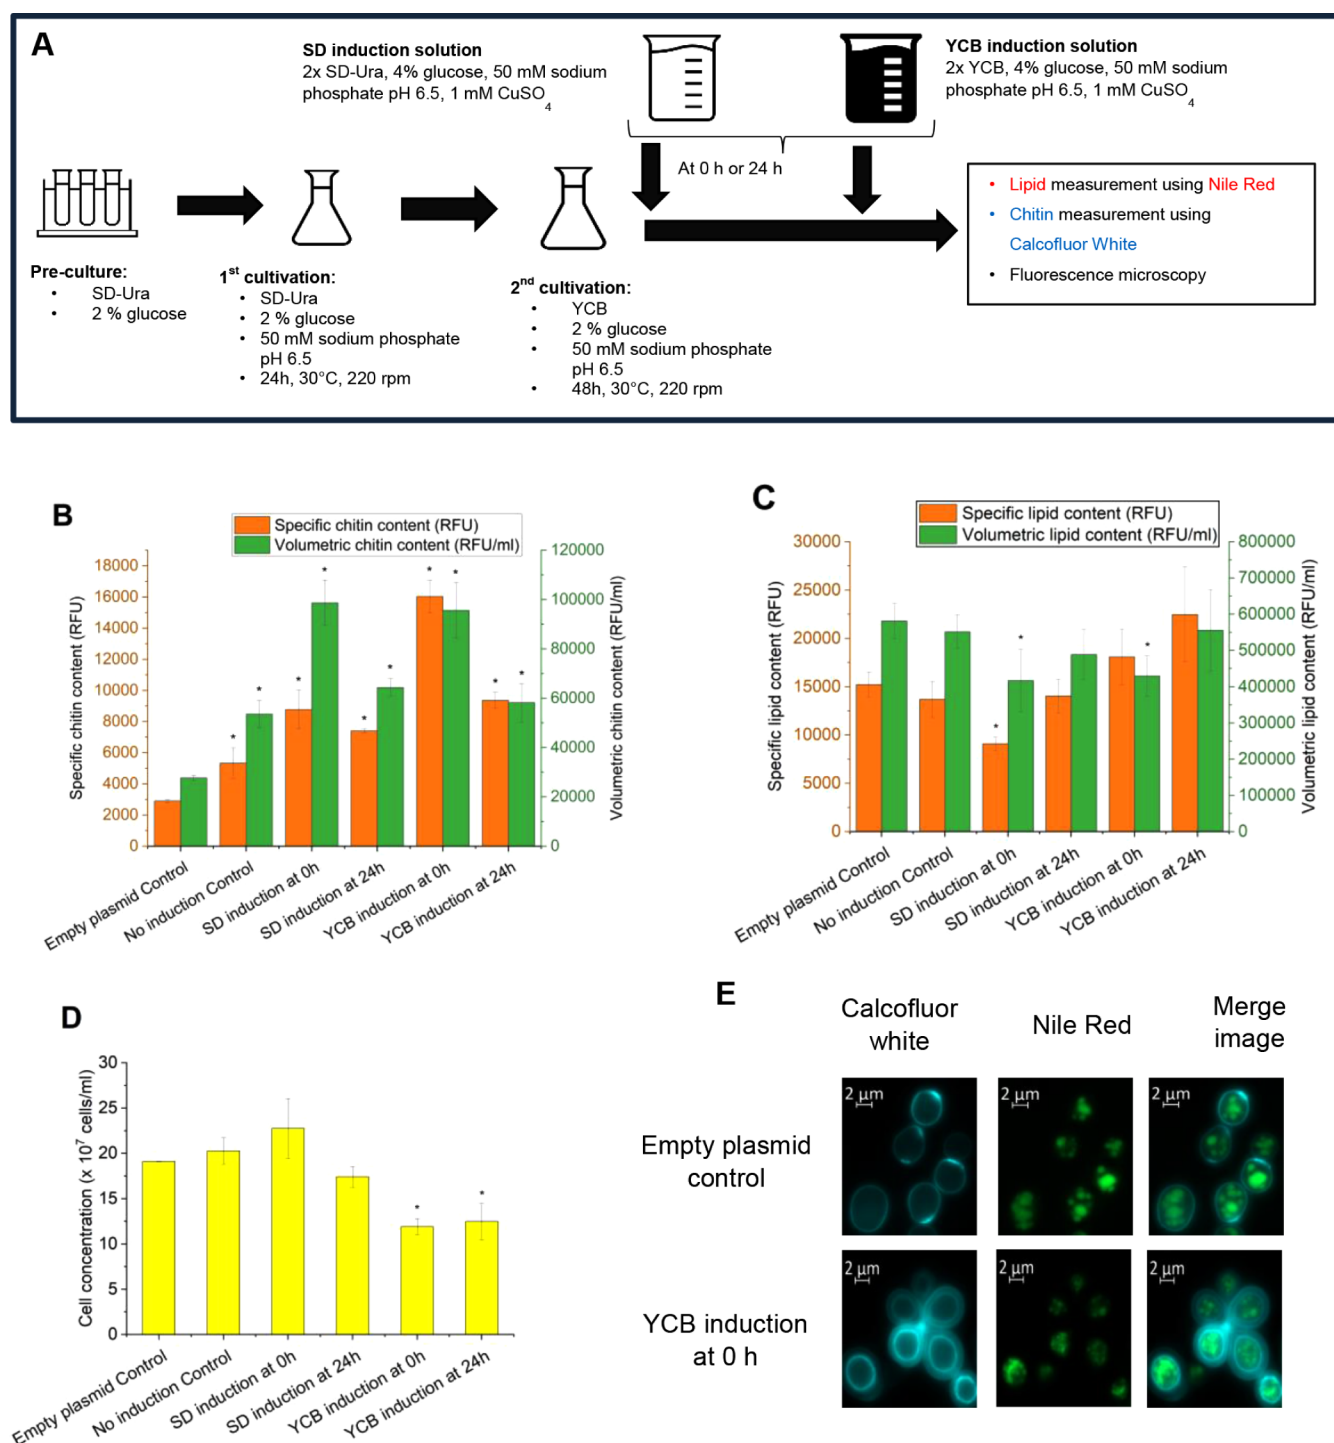 A
SD induction solution
2x SD-Ura, 4% glucose, 50 mM sodium
phosphate pH 6.5, 1 mM CuSO4
YCB induction solution
2x YCB, 4% glucose, 50 mM sodium
phosphate pH 6.5, 1 mM CuSO4
At 0 h or 24 h
Pre-culture:
• SD-Ura
• 2 % glucose
1st cultivation:
• SD-Ura
• 2 % glucose
• 50 mM sodium phosphate
pH 6.5
• 24h, 30°C, 220 rpm
2nd cultivation:
• YCB
• 2 % glucose
• 50 mM sodium phosphate
pH 6.5
• 48h, 30°C, 220 rpm
• Lipid measurement using Nile Red
• Chitin measurement using
Calcofluor White
• Fluorescence microscopy
B
Specific chitin content (RFU)
Volumetric chitin content (RFU/ml)
Specific chitin content
(RFU)
18000
16000
14000
12000
10000
8000
6000
4000
2000
0
* * * * * * * * * *
120000
100000
80000
60000
40000
20000
0
Volumetric chitin content (RFU/ml)
Empty plasmid Control
No induction Control
SD induction at 0h
SD induction at 24h
YCB induction at 0h
YCB induction at 24h
C
Specific lipid content (RFU)
Volumetric lipid content (RFU/ml)
Specific lipid content (RFU)
30000
25000
20000
15000
10000
5000
0
* * *
800000
700000
600000
500000
400000
300000
200000
100000
0
Volumetric lipid content (RFU/ml)
Empty plasmid Control
No induction Control
SD induction at 0h
SD induction at 24h
YCB induction at 0h
YCB induction at 24h
D
Cell concentration (x 10⁷ cells/ml)
30
25
20
15
10
5
0
* *
Empty plasmid Control
No induction Control
SD induction at 0h
SD induction at 24h
YCB induction at 0h
YCB induction at 24h
E
Calcofluor
white
Nile Red
Merge
image
Empty plasmid
control
2 µm
2 µm
2 µm
YCB induction
at 0 h
2 µm
2 µm
2 µm